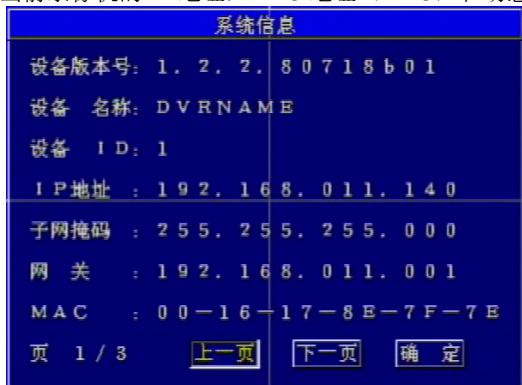 系统信息
设备版本号: 1. 2. 2. 80718b01
设备 名称: DVRNAME
设备 ID: 1
IP地址 : 192. 168. 011. 140
子网掩码 : 255. 255. 255. 000
网 关 : 192. 168. 011. 001
MAC : 00-16-17-8E-7F-7E
页 1/3 上一页 下一页 确 定